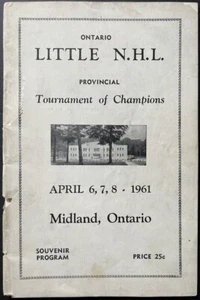 ONTARIO
LITTLE N.H.L.
PROVINCIAL
Tournament of Champions
APRIL 6, 7, 8 - 1961
Midland, Ontario
SOUVENIR
PROGRAM
PRICE 25c